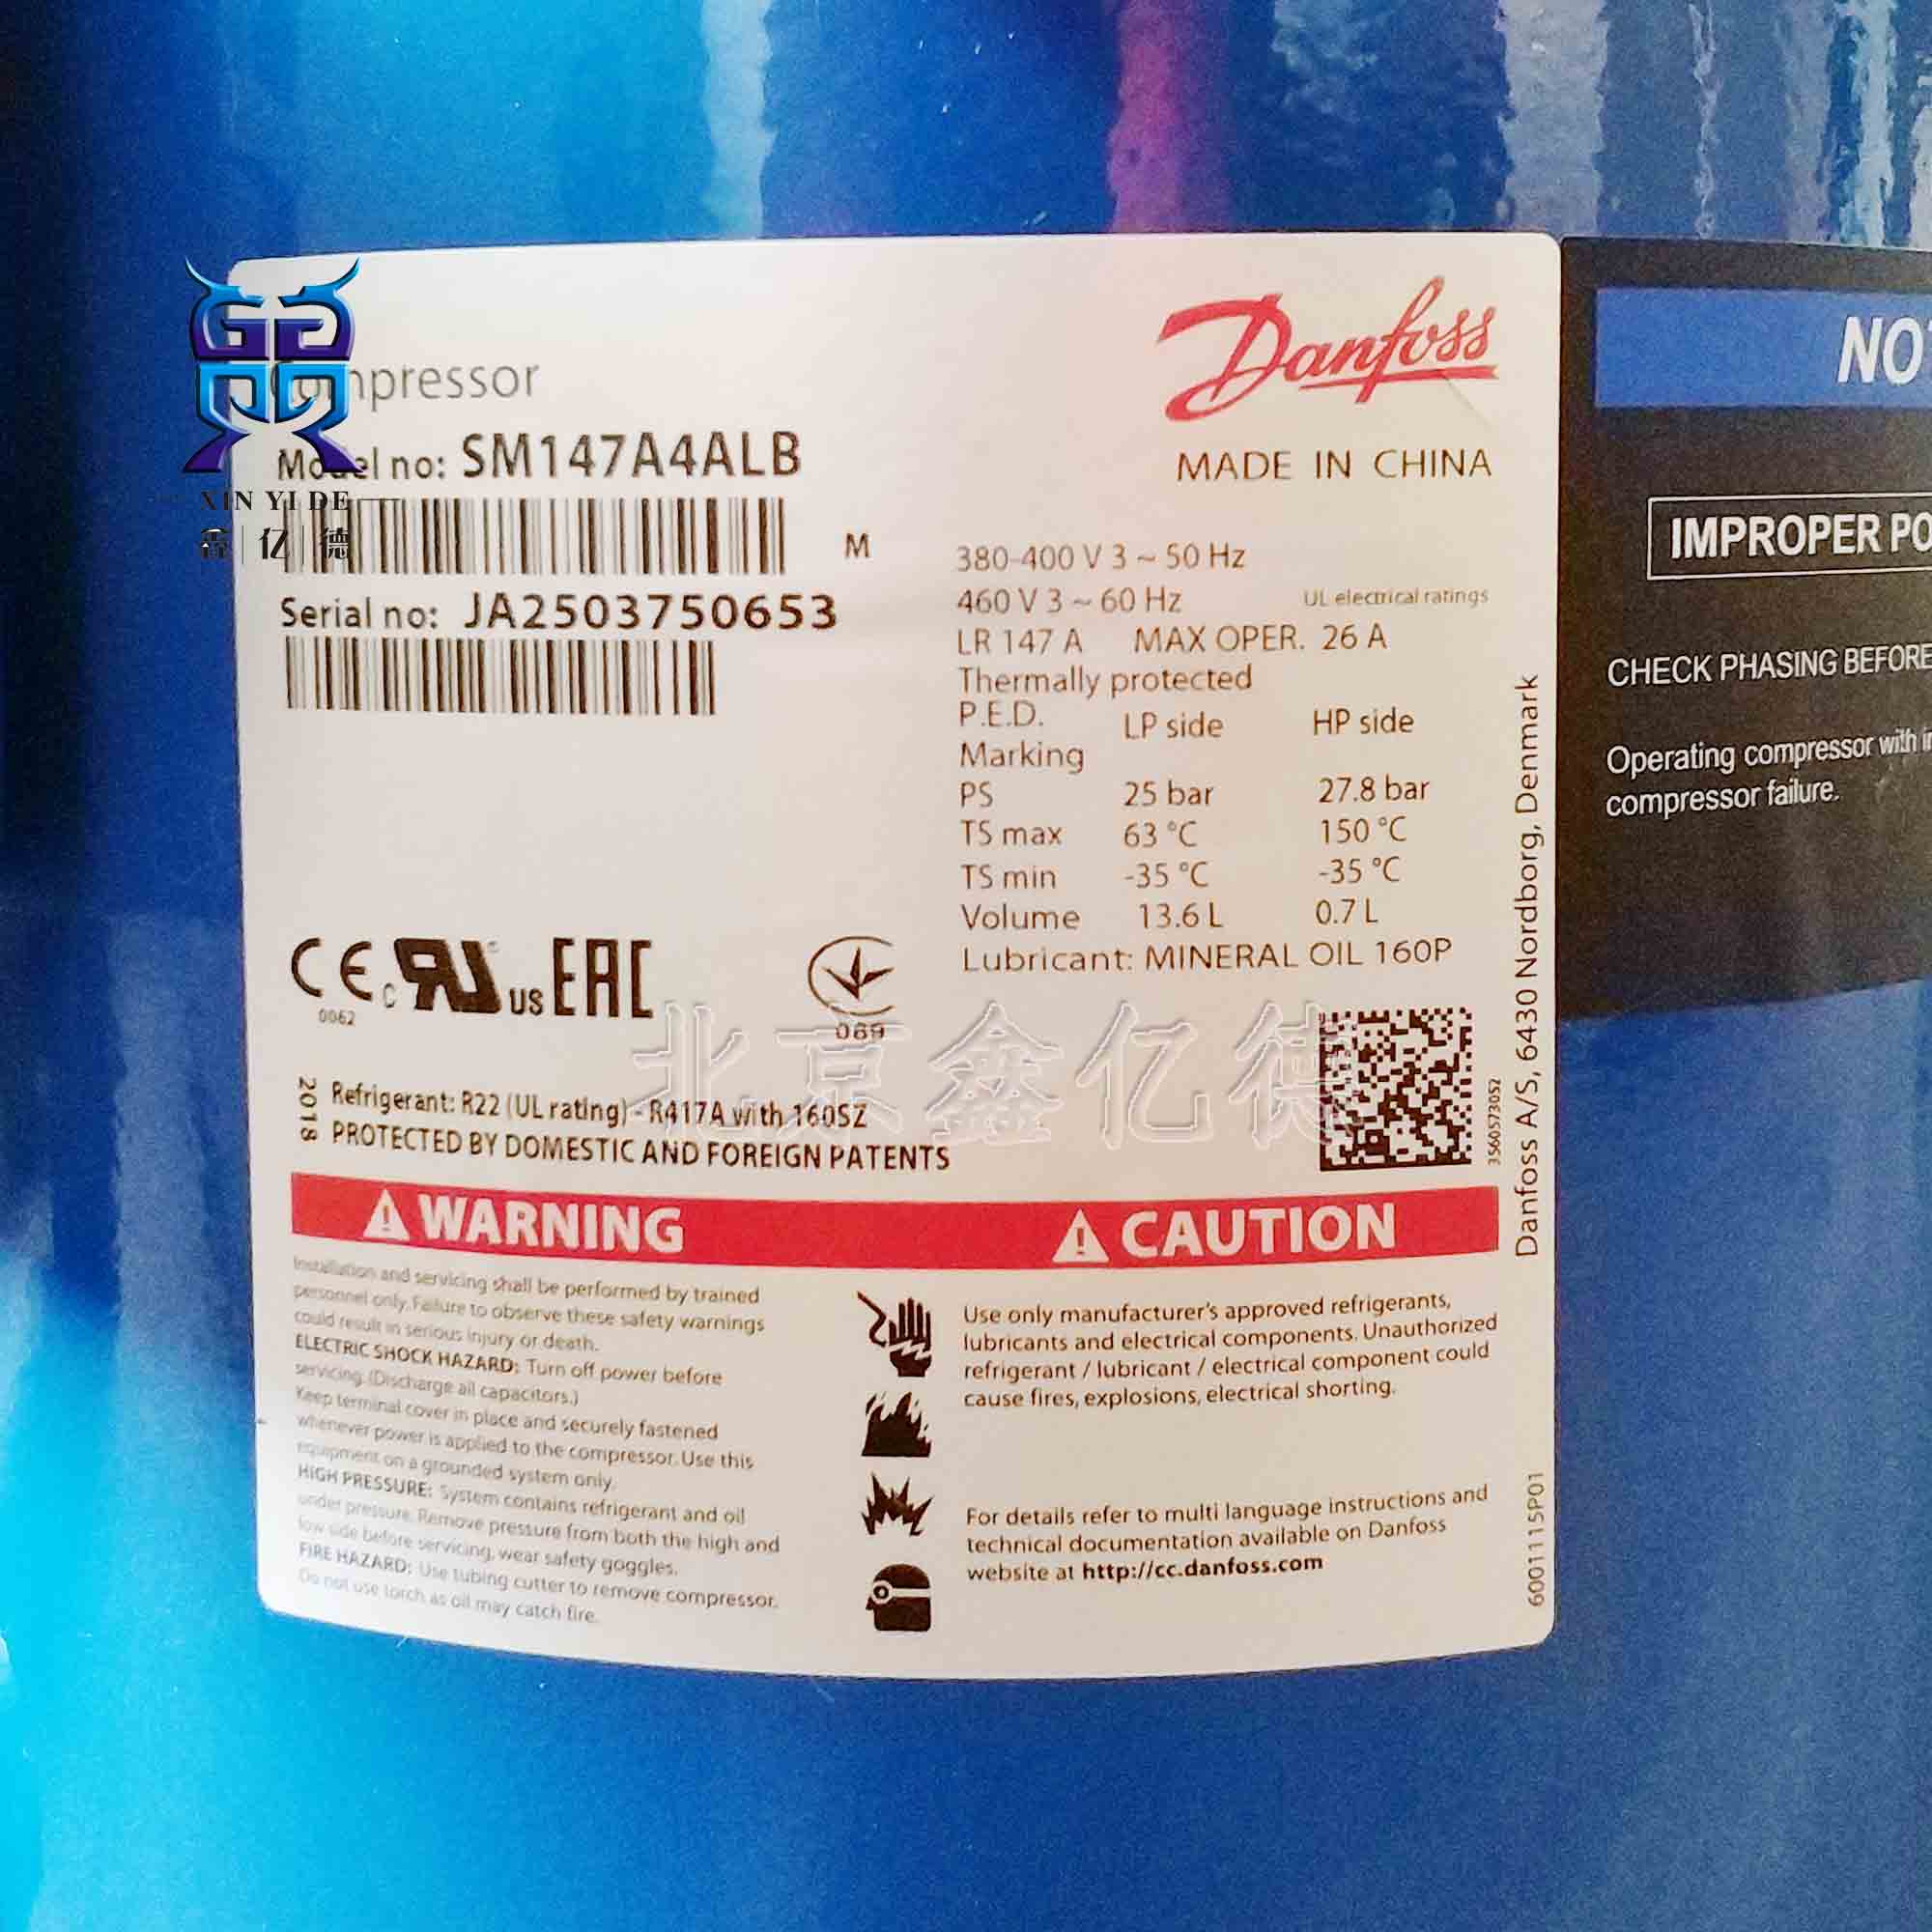 Danfoss
MADE IN CHINA
Compressor
Model no: SM147A4ALB
XIN YI DE
鑫 亿 德
M
Serial no: JA2503750653
380-400 V 3 ~ 50 Hz
460 V 3 ~ 60 Hz UL electrical ratings
LR 147 A MAX OPER. 26 A
Thermally protected
P.E.D. LP side HP side
Marking
PS 25 bar 27.8 bar
TS max 63 °C 150 °C
TS min -35 °C -35 °C
Volume 13.6 L 0.7 L
Lubricant: MINERAL OIL 160P
CE c RU US EAC
0062
089
北京鑫亿德
2018
Refrigerant: R22 (UL rating) - R417A with 160SZ
PROTECTED BY DOMESTIC AND FOREIGN PATENTS
3560573052
Danfoss A/S, 6430 Nordborg, Denmark
WARNING
Installation and servicing shall be performed by trained
personnel only. Failure to observe these safety warnings
could result in serious injury or death.
ELECTRIC SHOCK HAZARD: Turn off power before
servicing. (Discharge all capacitors.)
Keep terminal cover in place and securely fastened
whenever power is applied to the compressor. Use this
equipment on a grounded system only.
HIGH PRESSURE: System contains refrigerant and oil
under pressure. Remove pressure from both the high and
low side before servicing, wear safety goggles.
FIRE HAZARD: Use tubing cutter to remove compressor.
Do not use torch as oil may catch fire.
CAUTION
Use only manufacturer's approved refrigerants,
lubricants and electrical components. Unauthorized
refrigerant / lubricant / electrical component could
cause fires, explosions, electrical shorting.
For details refer to multi language instructions and
technical documentation available on Danfoss
website at http://cc.danfoss.com
6001115P01
NO
IMPROPER PO
CHECK PHASING BEFORE
Operating compressor with i
compressor failure.